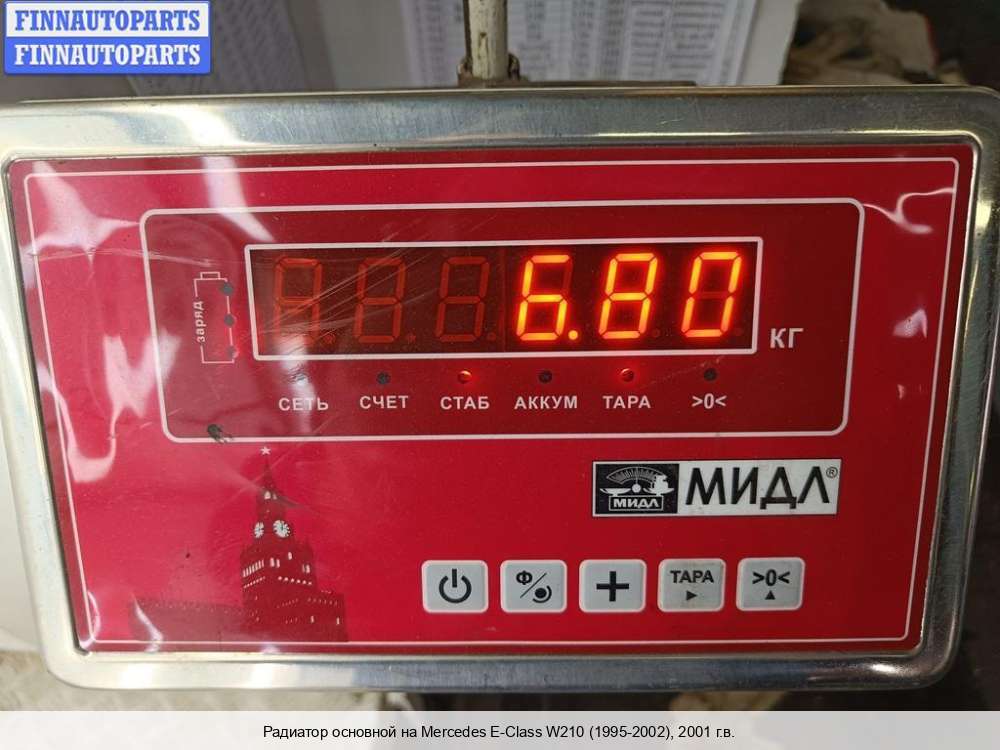 FINNAUTOPARTS
FINNAUTOPARTS
заряд
6.80
КГ
СЕТЬ СЧЕТ СТАБ АККУМ ТАРА >0<
МИДЛ МИДЛ®
Ф ТАРА >0<
Радиатор основной на Mercedes E-Class W210 (1995-2002), 2001 г.в.